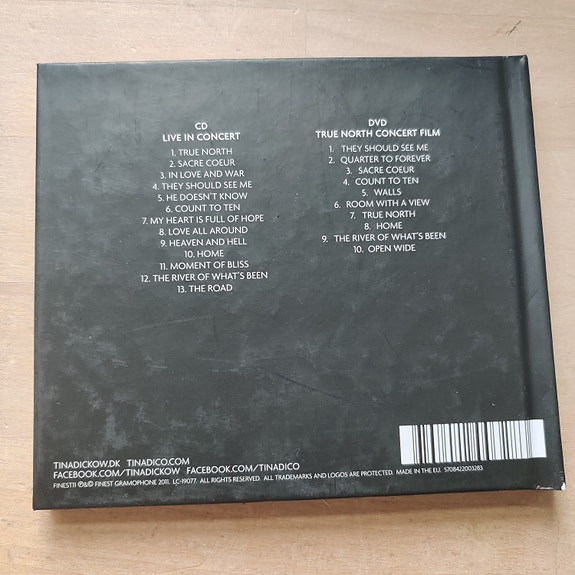 CD
LIVE IN CONCERT
1. TRUE NORTH
2. SACRE COEUR
3. IN LOVE AND WAR
4. THEY SHOULD SEE ME
5. HE DOESN'T KNOW
6. COUNT TO TEN
7. MY HEART IS FULL OF HOPE
8. LOVE ALL AROUND
9. HEAVEN AND HELL
10. HOME
11. MOMENT OF BLISS
12. THE RIVER OF WHAT'S BEEN
13. THE ROAD
DVD
TRUE NORTH CONCERT FILM
1. THEY SHOULD SEE ME
2. QUARTER TO FOREVER
3. SACRE COEUR
4. COUNT TO TEN
5. WALLS
6. ROOM WITH A VIEW
7. TRUE NORTH
8. HOME
9. THE RIVER OF WHAT'S BEEN
10. OPEN WIDE
TINADICKOW.DK TINADICO.COM
FACEBOOK.COM/TINADICKOW FACEBOOK.COM/TINADICO
FINEST11 ℗&© FINEST GRAMOPHONE 2011. LC-19077. ALL RIGHTS RESERVED. ALL TRADEMARKS AND LOGOS ARE PROTECTED. MADE IN THE EU. 5708422003283